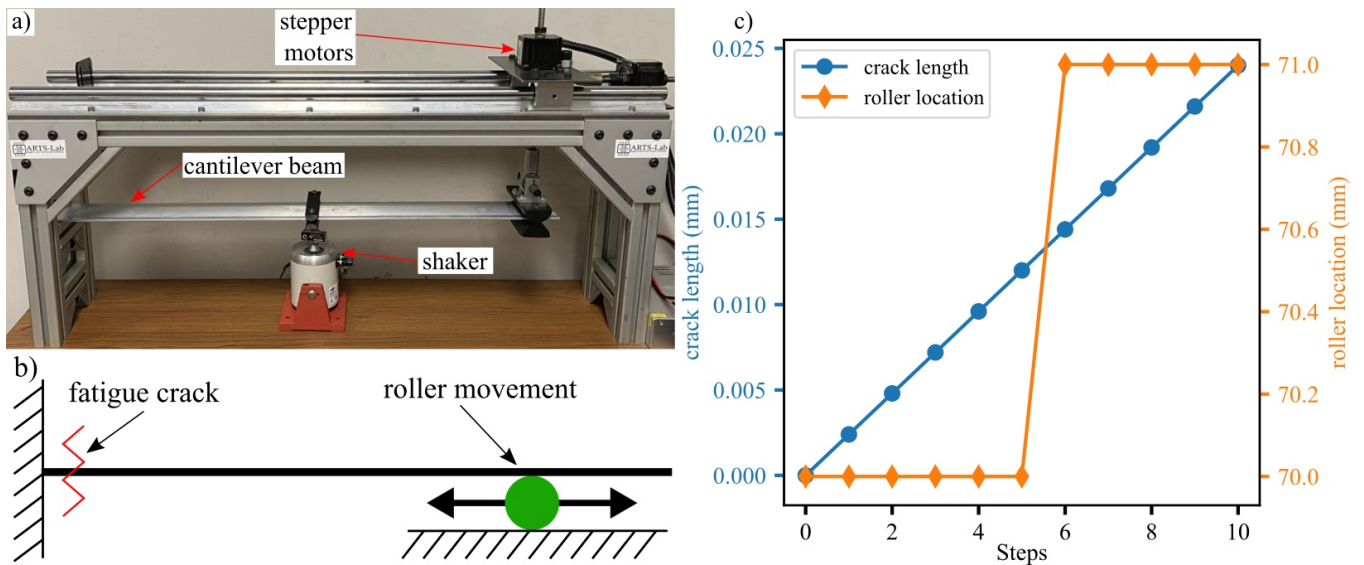 a)
stepper
motors
ARTS-Lab
ARTS-Lab
cantilever beam
shaker
b)
fatigue crack
roller movement
c)
crack length
roller location
0.025
0.020
0.015
0.010
0.005
0.000
crack length (mm)
71.0
70.8
70.6
70.4
70.2
70.0
roller location (mm)
0
2
4
6
8
10
Steps